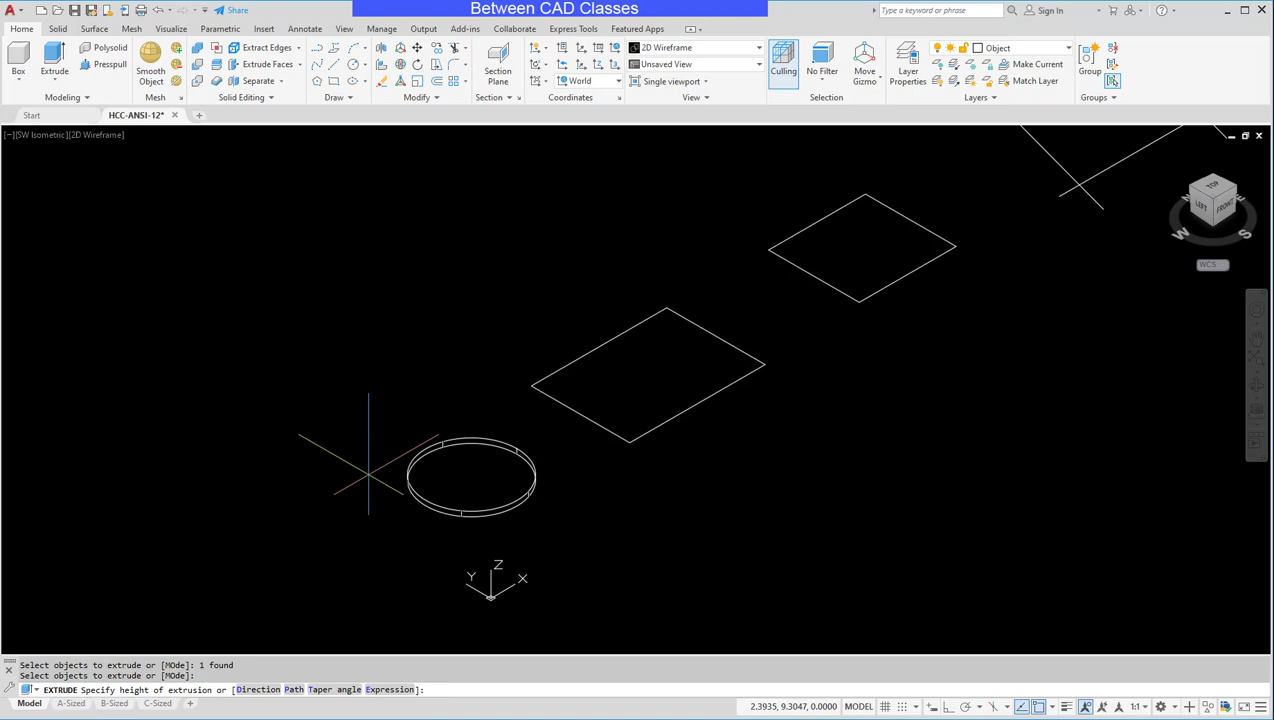 Between CAD Classes
Share
Type a keyword or phrase
Sign In
Home Solid Surface Mesh Visualize Parametric Insert Annotate View Manage Output Add-ins Collaborate Express Tools Featured Apps
Box
Extrude
Polysolid
Presspull
Modeling
Smooth
Object
Mesh
Extract Edges
Extrude Faces
Separate
Solid Editing
Draw
Modify
Section
Plane
Section
World
Coordinates
2D Wireframe
Unsaved View
Single viewport
View
Culling
No Filter
Move
Gizmo
Selection
Layer
Properties
Object
Make Current
Match Layer
Layers
Group
Groups
Start
HCC-ANSI-12*
[−][SW Isometric][2D Wireframe]
TOP
LEFT
FRONT
W
S
WCS
Z
Y
X
Select objects to extrude or [MOde]: 1 found
Select objects to extrude or [MOde]:
EXTRUDE Specify height of extrusion or [Direction Path Taper angle Expression]:
Model A-Sized B-Sized C-Sized
2.3935, 9.3047, 0.0000 MODEL
1:1